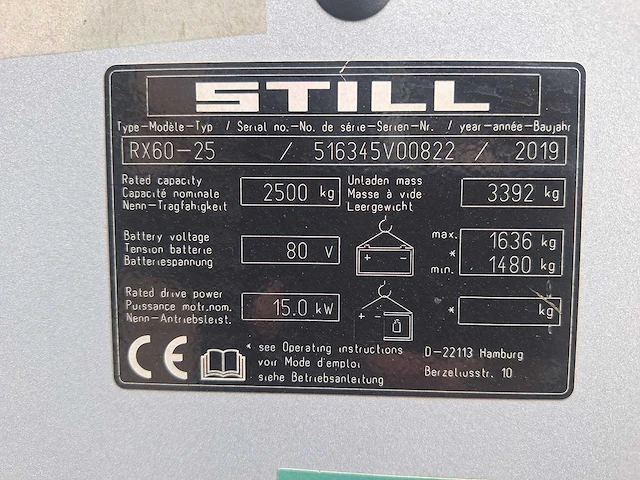 STILL
Type-Modèle-Typ / Serial no.-No. de série-Serien-Nr. / year-année-Baujahr
RX60-25 / 516345V00822 / 2019
Rated capacity
Capacité nominale
Nenn-Tragfähigkeit
2500 kg
Unladen mass
Masse à vide
Leergewicht
3392 kg
Battery voltage
Tension batterie
Batteriespannung
80 V
+ -
max.
*
min.
1636 kg
1480 kg
Rated drive power
Puissance motr.nom.
Nenn-Antriebsleist.
15.0 kW
+ -
*
kg
CE
* see Operating instructions
voir Mode d'emploi
siehe Betriebsanleitung
D-22113 Hamburg
Berzeliusstr. 10